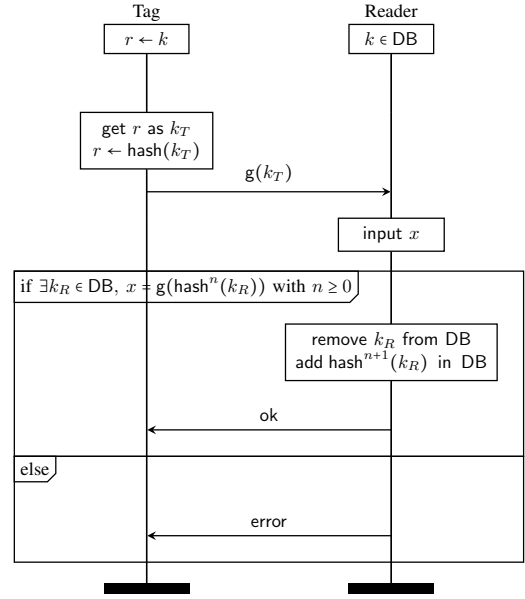 Tag Reader
r ← k k ∈ DB
get r as k_T
r ← hash(k_T)
g(k_T)
input x
if ∃k_R ∈ DB, x = g(hash^n(k_R)) with n ≥ 0
remove k_R from DB
add hash^{n+1}(k_R) in DB
ok
else
error